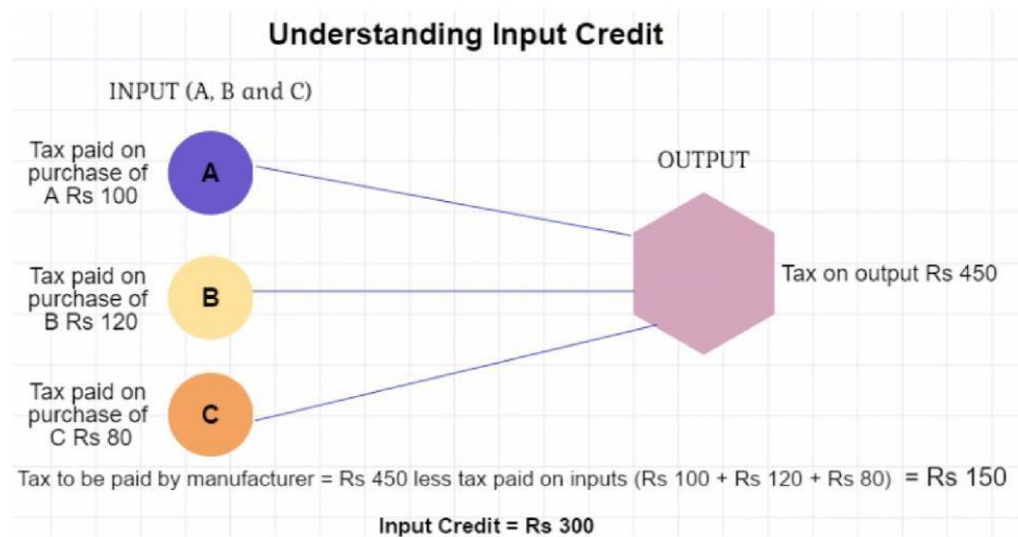 Understanding Input Credit
INPUT (A, B and C)
Tax paid on
purchase of
A Rs 100
A
OUTPUT
Tax paid on
purchase of
B Rs 120
B
Tax on output Rs 450
Tax paid on
purchase of
C Rs 80
C
Tax to be paid by manufacturer = Rs 450 less tax paid on inputs (Rs 100 + Rs 120 + Rs 80) = Rs 150
Input Credit = Rs 300